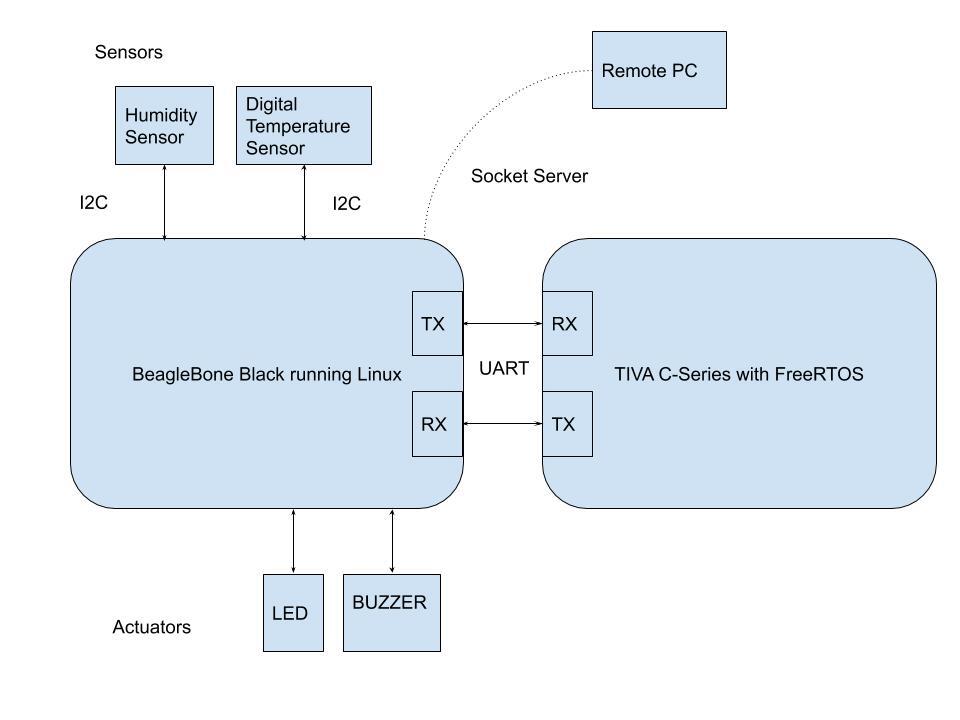 Sensors
Remote PC
Humidity
Sensor
Digital
Temperature
Sensor
Socket Server
I2C
I2C
TX
RX
BeagleBone Black running Linux
UART
TIVA C-Series with FreeRTOS
RX
TX
LED
BUZZER
Actuators